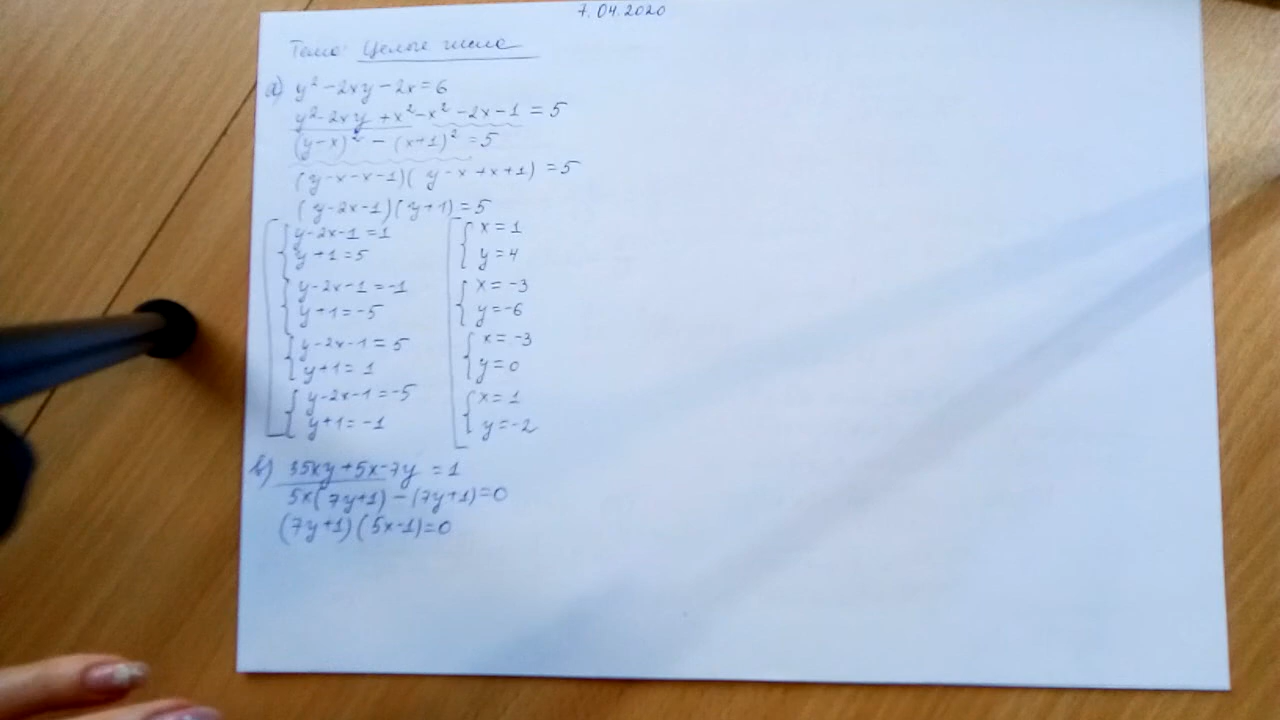 7.04.2020
Тема: Целые числа
а) y² - 2xy - 2x = 6
y² - 2xy + x² - x² - 2x - 1 = 5
(y-x)² - (x+1)² = 5
(y-x-x-1)(y-x+x+1) = 5
(y-2x-1)(y+1) = 5
y-2x-1 = 1 x = 1
y+1 = 5 y = 4
y-2x-1 = -1 x = -3
y+1 = -5 y = -6
y-2x-1 = 5 x = -3
y+1 = 1 y = 0
y-2x-1 = -5 x = 1
y+1 = -1 y = -2
в) 35xy + 5x - 7y = 1
5x(7y+1) - (7y+1) = 0
(7y+1)(5x-1) = 0